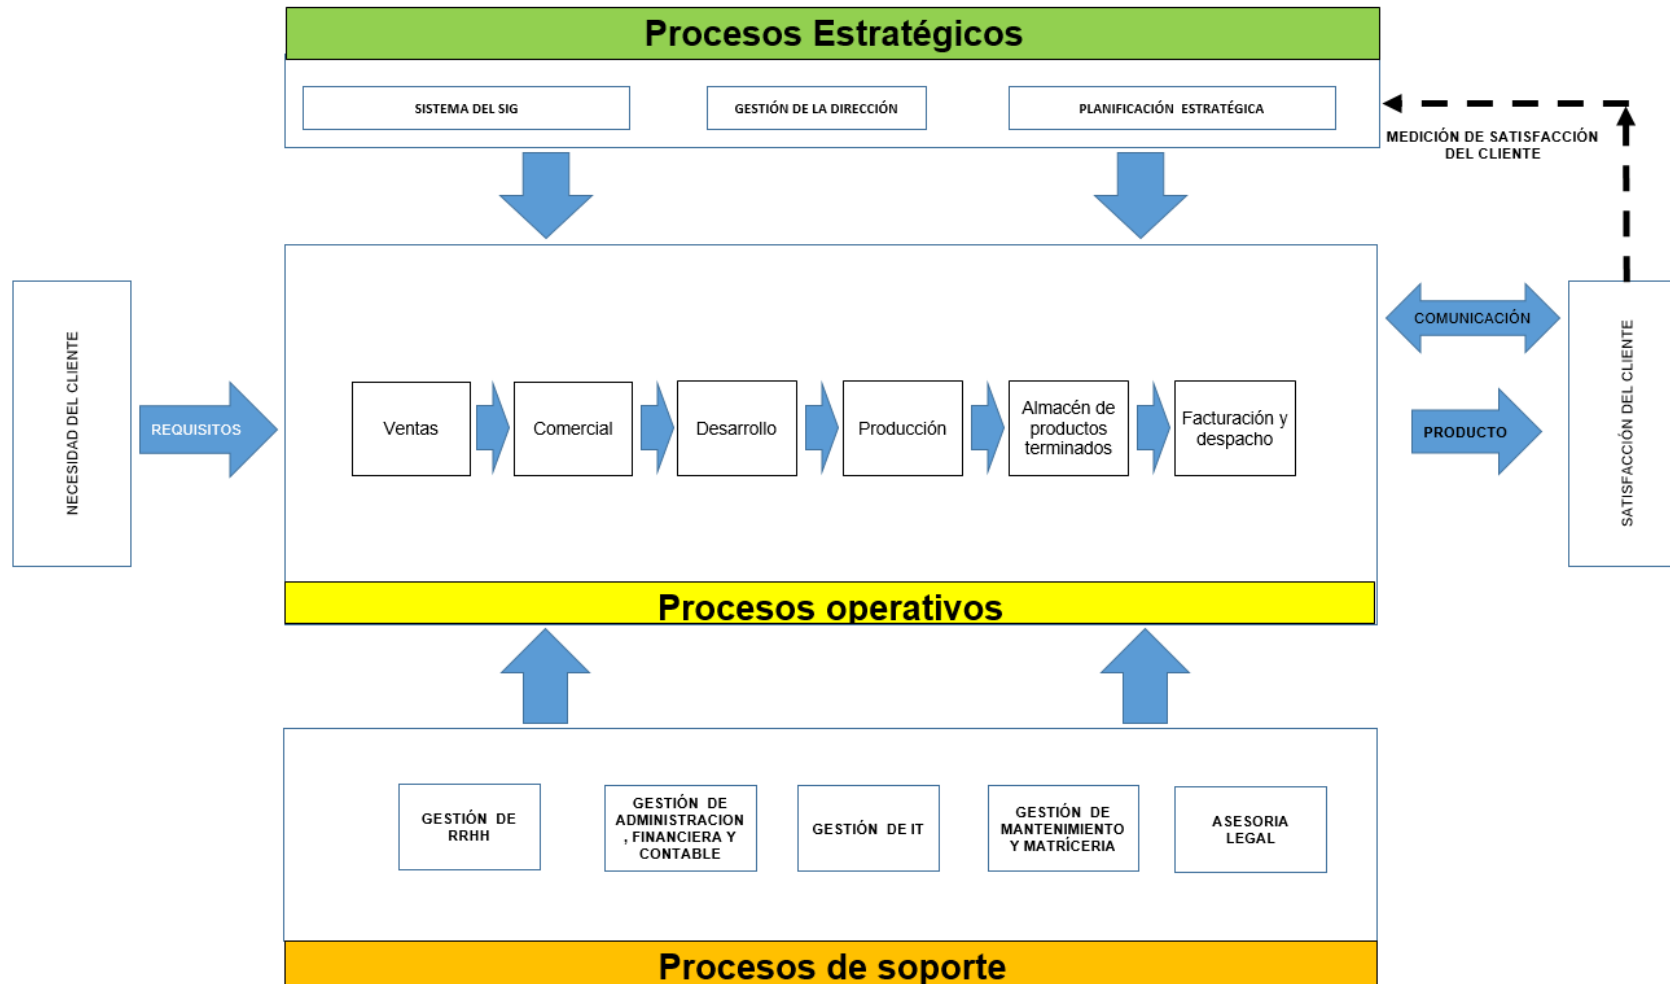 Procesos Estratégicos
SISTEMA DEL SIG
GESTIÓN DE LA DIRECCIÓN
PLANIFICACIÓN ESTRATÉGICA
MEDICIÓN DE SATISFACCIÓN
DEL CLIENTE
NECESIDAD DEL CLIENTE
REQUISITOS
Ventas
Comercial
Desarrollo
Producción
Almacén de
productos
terminados
Facturación y
despacho
COMUNICACIÓN
PRODUCTO
SATISFACCIÓN DEL CLIENTE
Procesos operativos
GESTIÓN DE
RRHH
GESTIÓN DE
ADMINISTRACION
, FINANCIERA Y
CONTABLE
GESTIÓN DE IT
GESTIÓN DE
MANTENIMIENTO
Y MATRÍCERIA
ASESORIA
LEGAL
Procesos de soporte